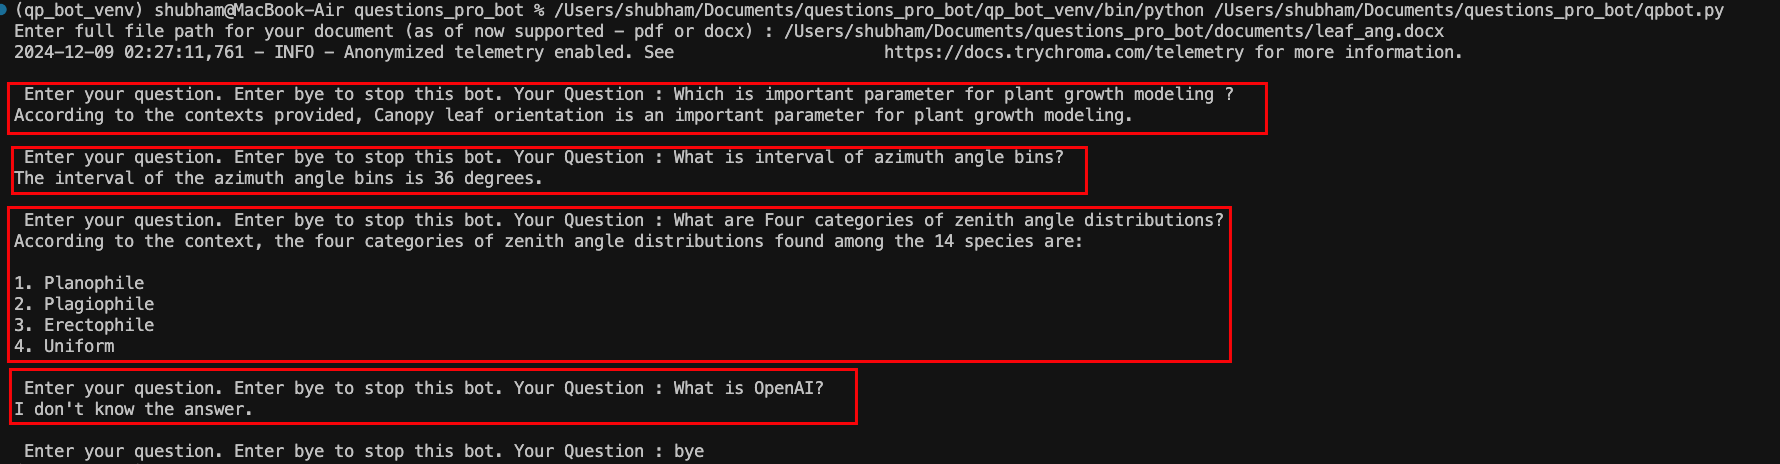 (qp_bot_venv) shubham@MacBook-Air questions_pro_bot % /Users/shubham/Documents/questions_pro_bot/qp_bot_venv/bin/python /Users/shubham/Documents/questions_pro_bot/qpbot.py
Enter full file path for your document (as of now supported - pdf or docx) : /Users/shubham/Documents/questions_pro_bot/documents/leaf_ang.docx
2024-12-09 02:27:11,761 - INFO - Anonymized telemetry enabled. See                     https://docs.trychroma.com/telemetry for more information.
Enter your question. Enter bye to stop this bot. Your Question : Which is important parameter for plant growth modeling ?
According to the contexts provided, Canopy leaf orientation is an important parameter for plant growth modeling.
Enter your question. Enter bye to stop this bot. Your Question : What is interval of azimuth angle bins?
The interval of the azimuth angle bins is 36 degrees.
Enter your question. Enter bye to stop this bot. Your Question : What are Four categories of zenith angle distributions?
According to the context, the four categories of zenith angle distributions found among the 14 species are:
1. Planophile
2. Plagiophile
3. Erectophile
4. Uniform
Enter your question. Enter bye to stop this bot. Your Question : What is OpenAI?
I don't know the answer.
Enter your question. Enter bye to stop this bot. Your Question : bye